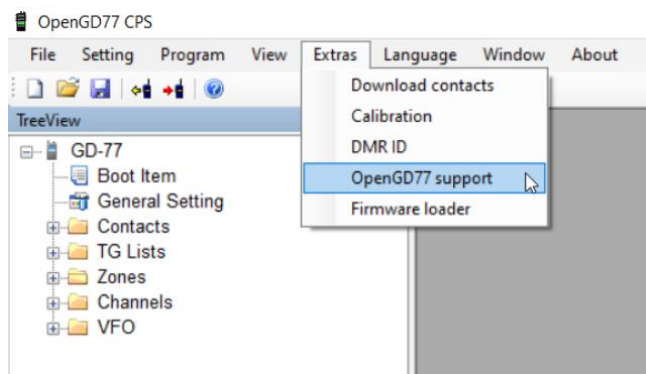 OpenGD77 CPS
File Setting Program View Extras Language Window About
Download contacts
Calibration
DMR ID
OpenGD77 support
Firmware loader
TreeView
GD-77
Boot Item
General Setting
Contacts
TG Lists
Zones
Channels
VFO